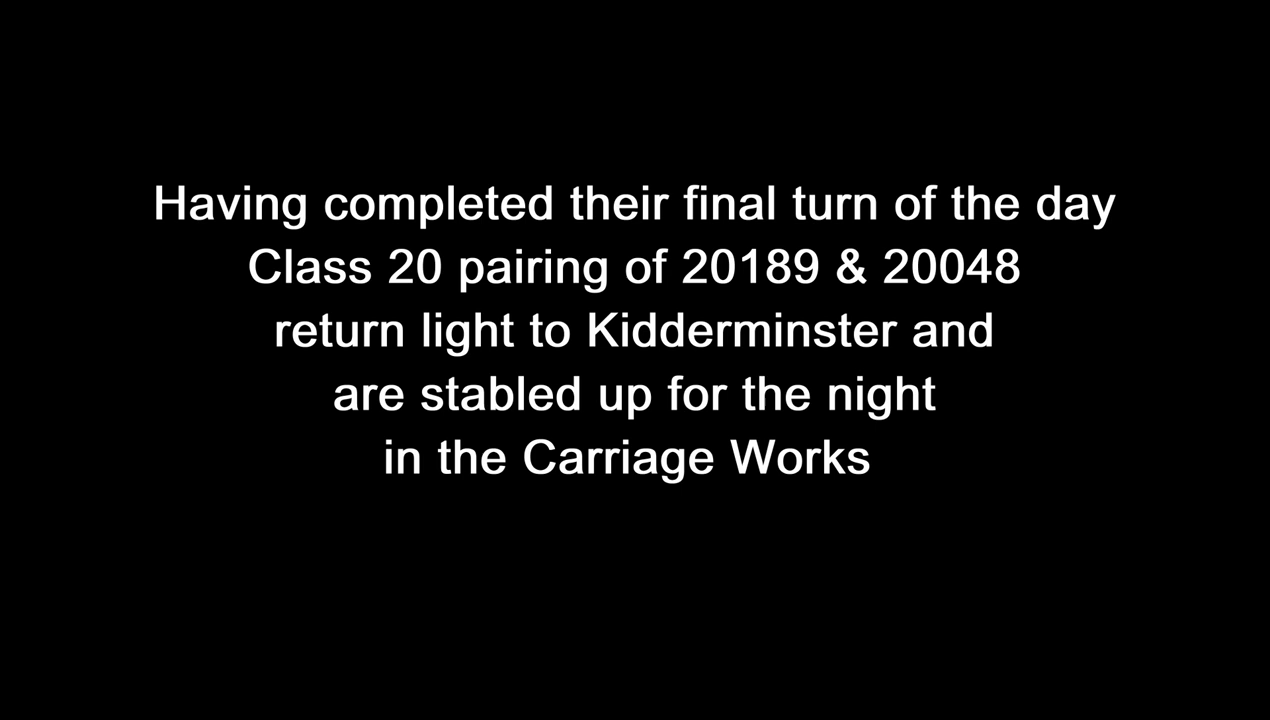 Having completed their final turn of the day
Class 20 pairing of 20189 & 20048
return light to Kidderminster and
are stabled up for the night
in the Carriage Works